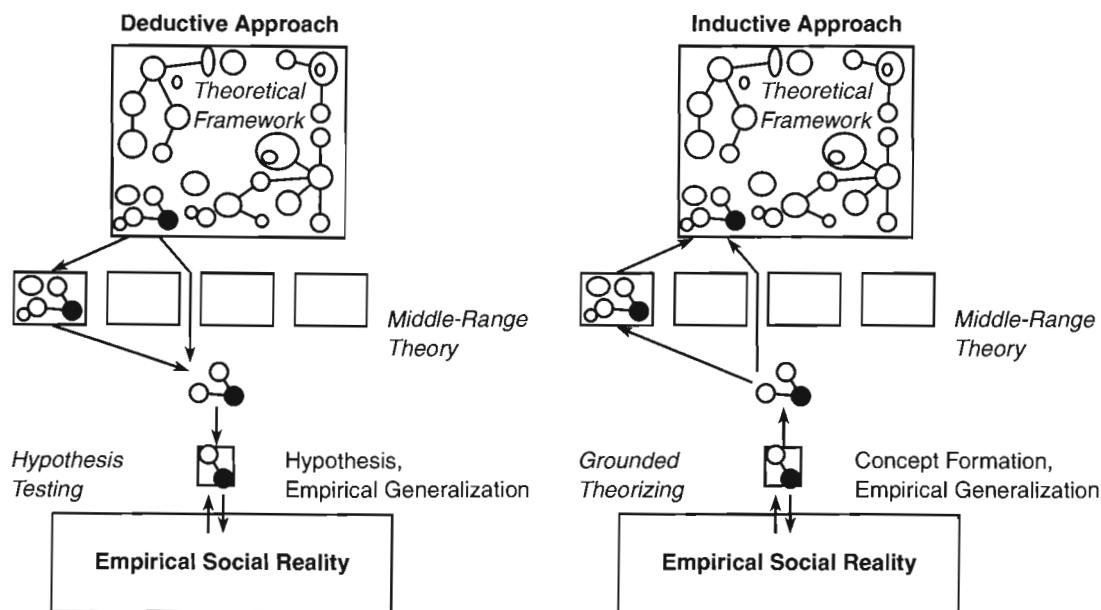 Deductive Approach
Theoretical
Framework
Middle-Range
Theory
Hypothesis
Testing
Hypothesis,
Empirical Generalization
Empirical Social Reality
Inductive Approach
Theoretical
Framework
Middle-Range
Theory
Grounded
Theorizing
Concept Formation,
Empirical Generalization
Empirical Social Reality